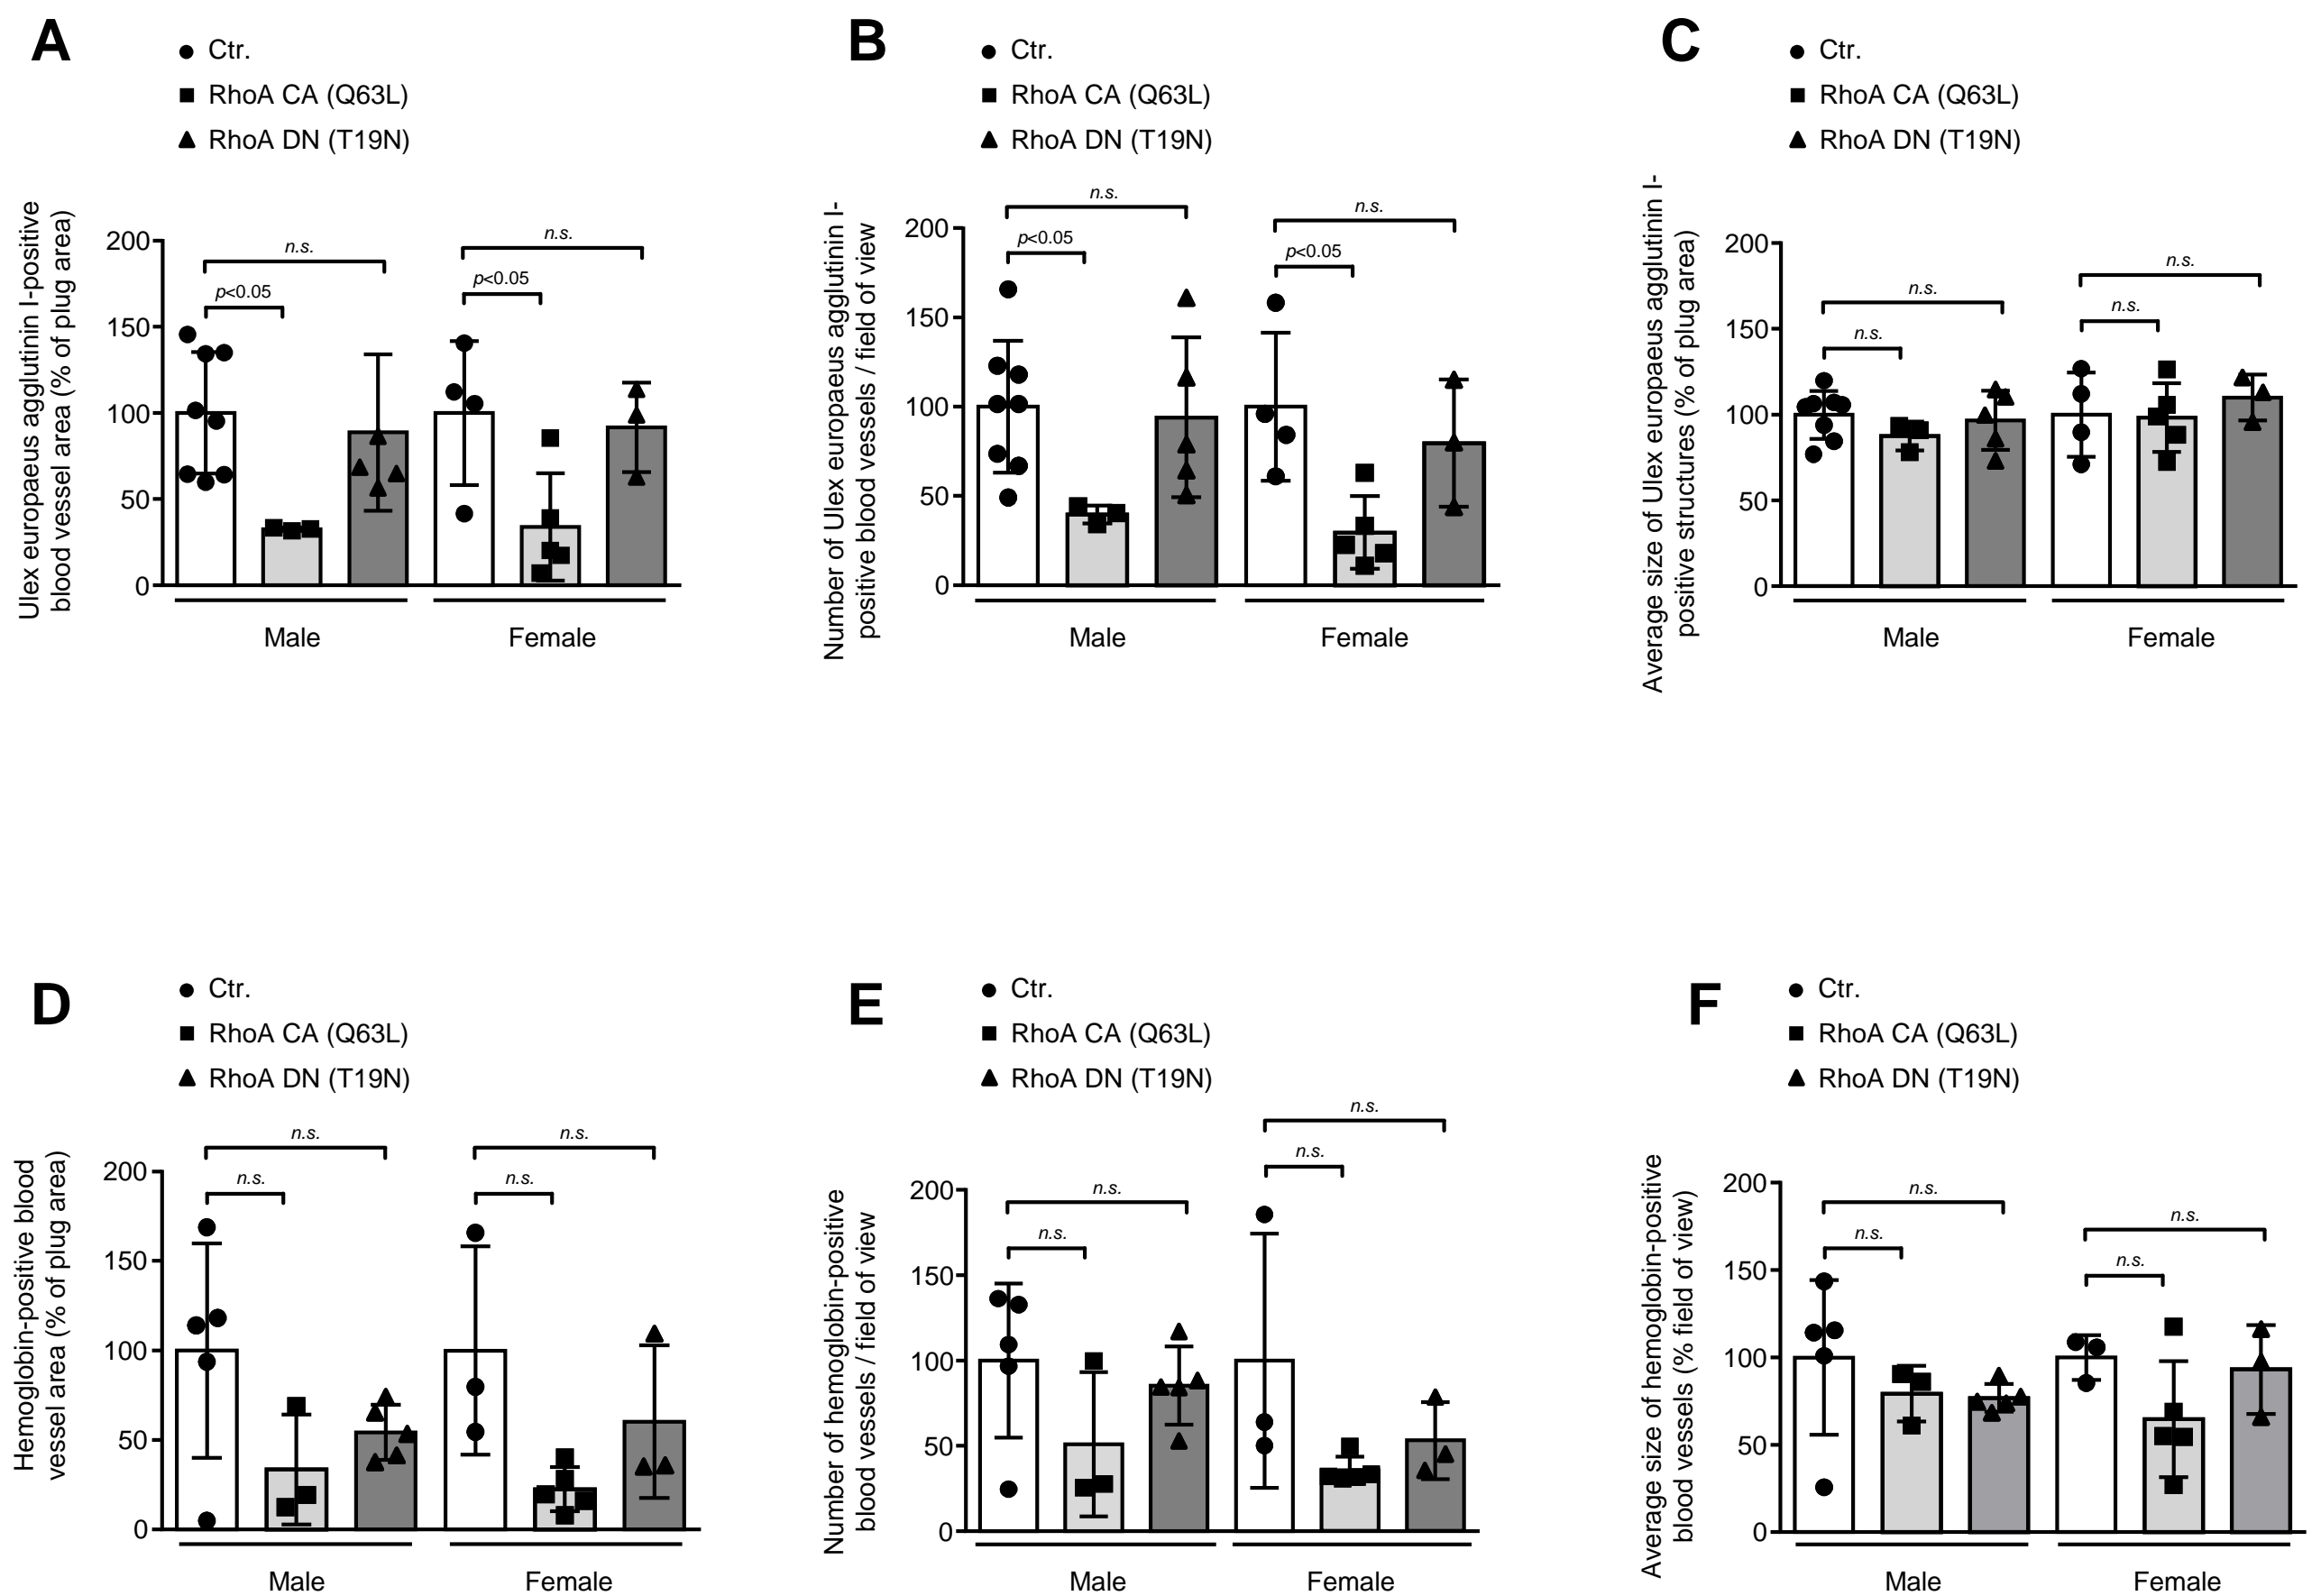 A
Ctr.
RhoA CA (Q63L)
RhoA DN (T19N)
Ulex europaeus agglutinin I-positive
blood vessel area (% of plug area)
200
150
100
50
0
n.s.
p<0.05
n.s.
p<0.05
Male
Female
B
Ctr.
RhoA CA (Q63L)
RhoA DN (T19N)
Number of Ulex europaeus agglutinin I-
positive blood vessels / field of view
200
150
100
50
0
n.s.
p<0.05
n.s.
p<0.05
Male
Female
C
Ctr.
RhoA CA (Q63L)
RhoA DN (T19N)
Average size of Ulex europaeus agglutinin I-
positive structures (% of plug area)
200
150
100
50
0
n.s.
n.s.
n.s.
n.s.
Male
Female
D
Ctr.
RhoA CA (Q63L)
RhoA DN (T19N)
Hemoglobin-positive blood
vessel area (% of plug area)
200
150
100
50
0
n.s.
n.s.
n.s.
n.s.
Male
Female
E
Ctr.
RhoA CA (Q63L)
RhoA DN (T19N)
Number of hemoglobin-positive
blood vessels / field of view
200
150
100
50
0
n.s.
n.s.
n.s.
n.s.
Male
Female
F
Ctr.
RhoA CA (Q63L)
RhoA DN (T19N)
Average size of hemoglobin-positive
blood vessels (% field of view)
200
150
100
50
0
n.s.
n.s.
n.s.
n.s.
Male
Female